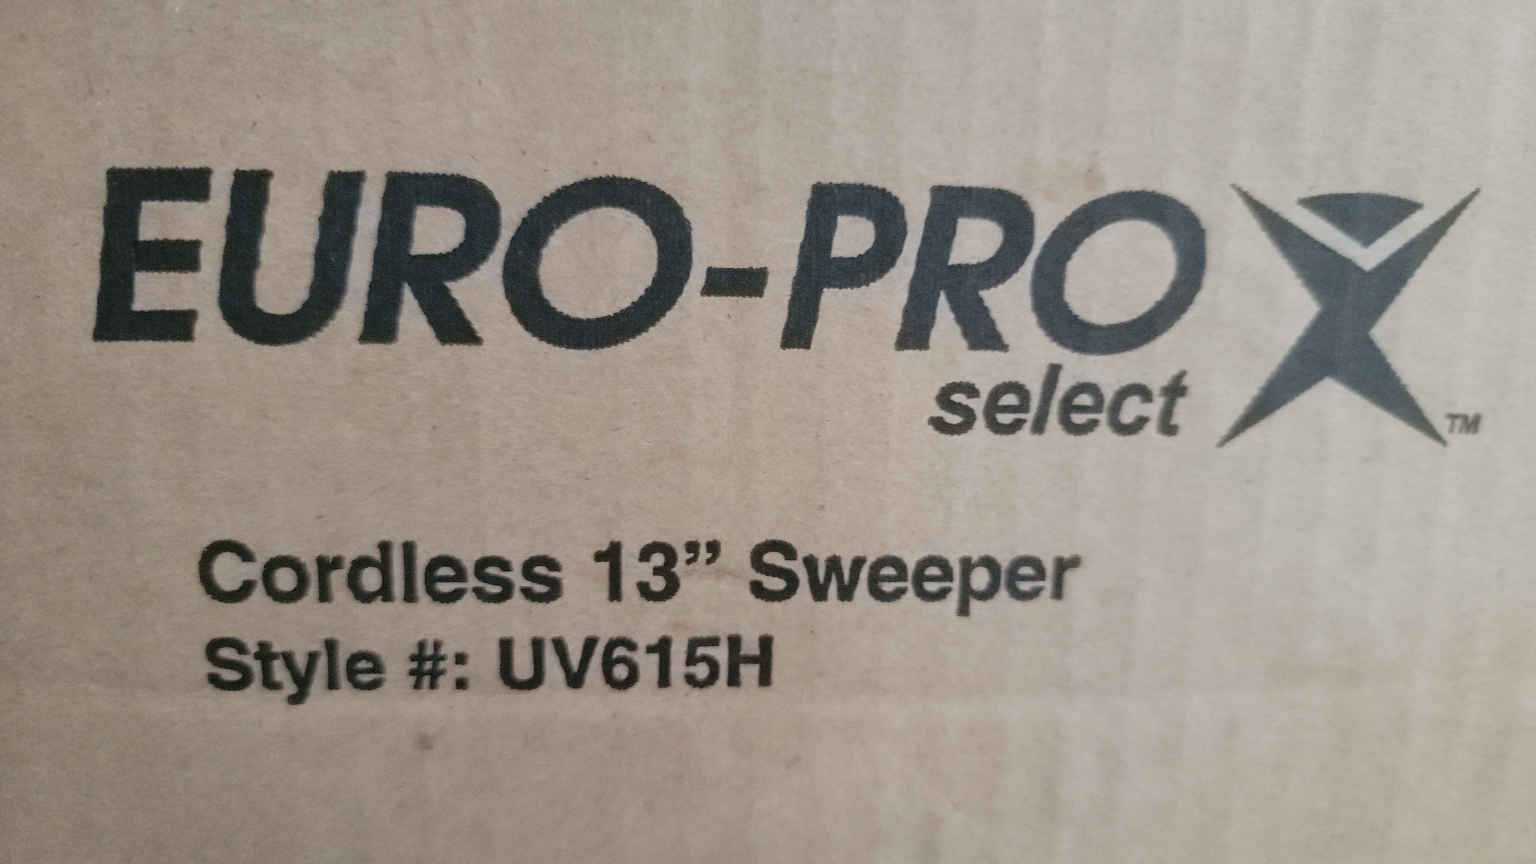 EURO-PRO X
select ™
Cordless 13” Sweeper
Style #: UV615H